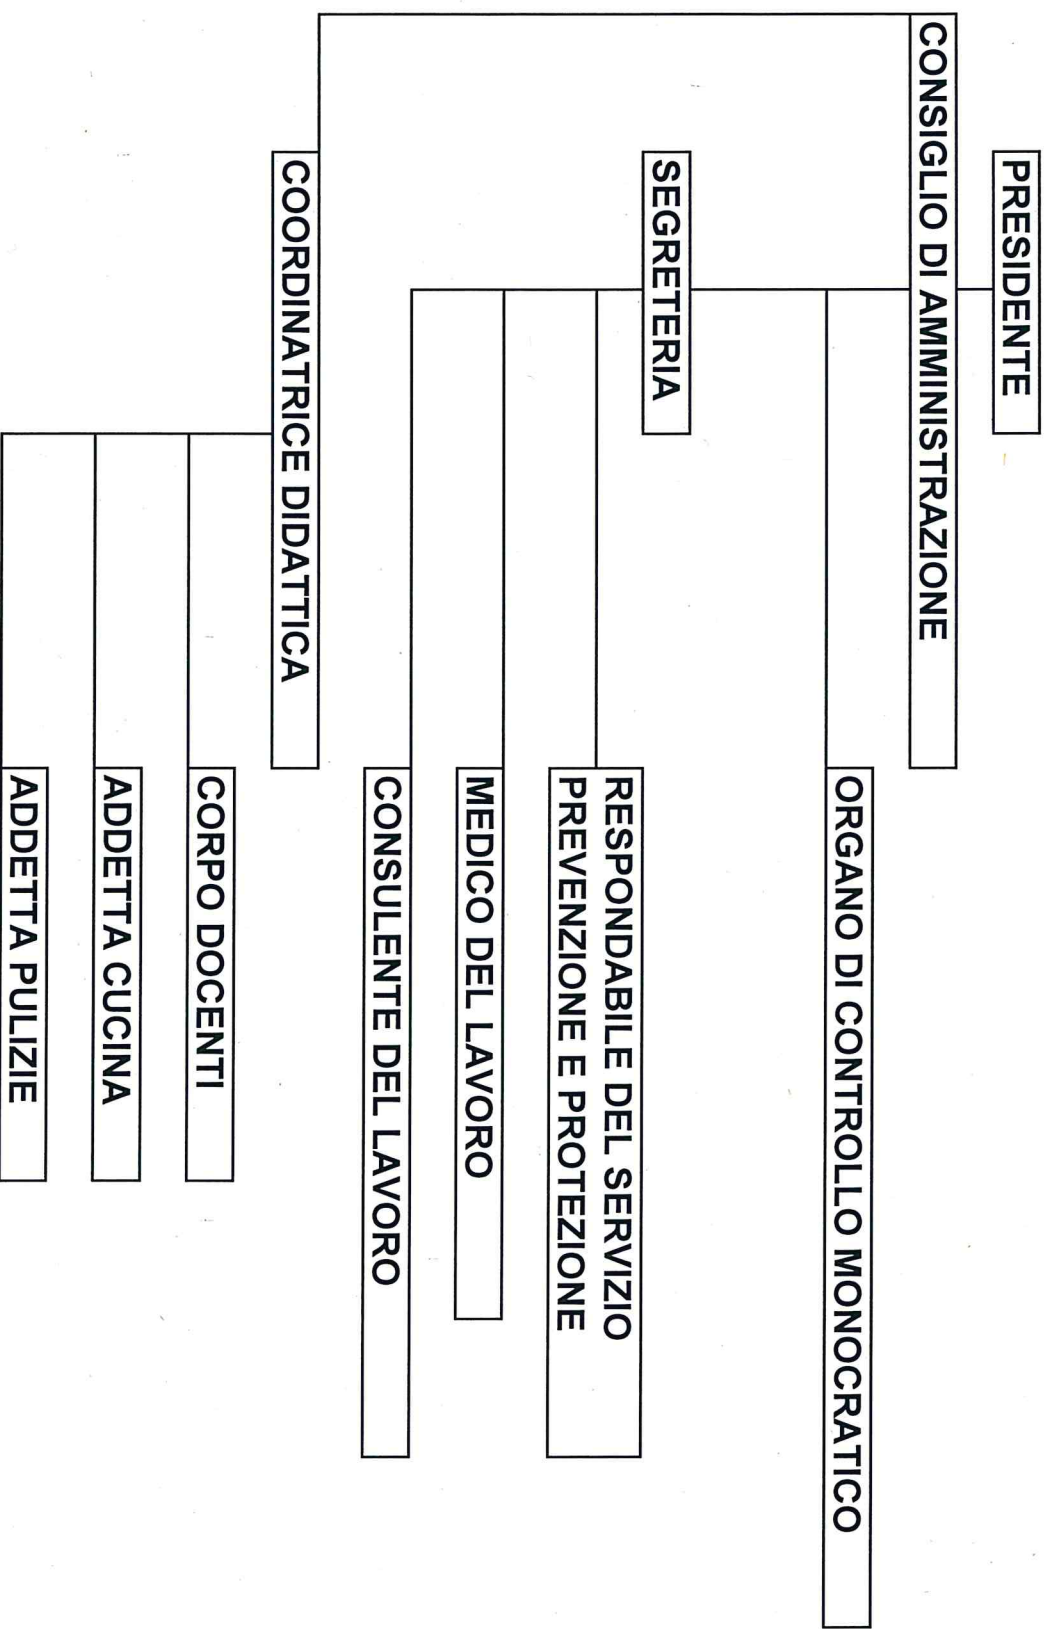 PRESIDENTE
CONSIGLIO DI AMMINISTRAZIONE
ORGANO DI CONTROLLO MONOCRATICO
SEGRETERIA
RESPONDABILE DEL SERVIZIO
PREVENZIONE E PROTEZIONE
MEDICO DEL LAVORO
CONSULENTE DEL LAVORO
COORDINATRICE DIDATTICA
CORPO DOCENTI
ADDETTA CUCINA
ADDETTA PULIZIE